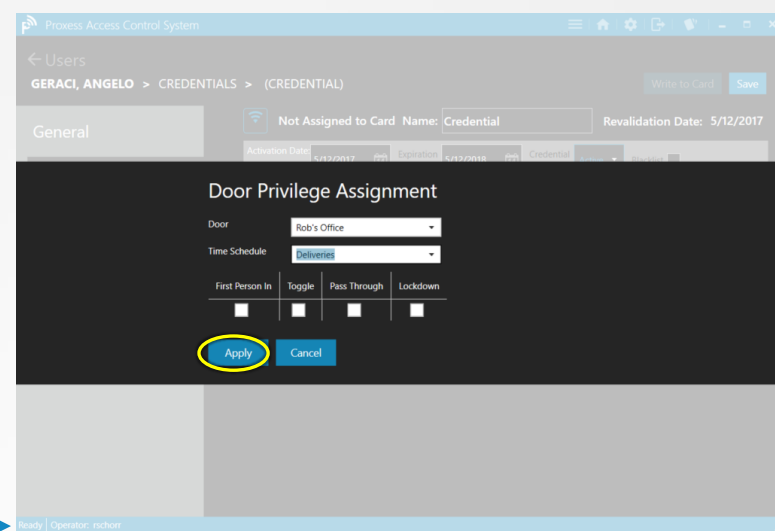 Proxess Access Control System
Users
GERACI, ANGELO > CREDENTIALS > (CREDENTIAL)
Write to Card Save
General
Not Assigned to Card Name: Credential Revalidation Date: 5/12/2017
Activation Date: 5/12/2017 Expiration 5/12/2018 Credential Active Blacklist
Door Privilege Assignment
Door Rob's Office
Time Schedule Deliveries
First Person In Toggle Pass Through Lockdown
Apply Cancel
Ready Operator: rschorr